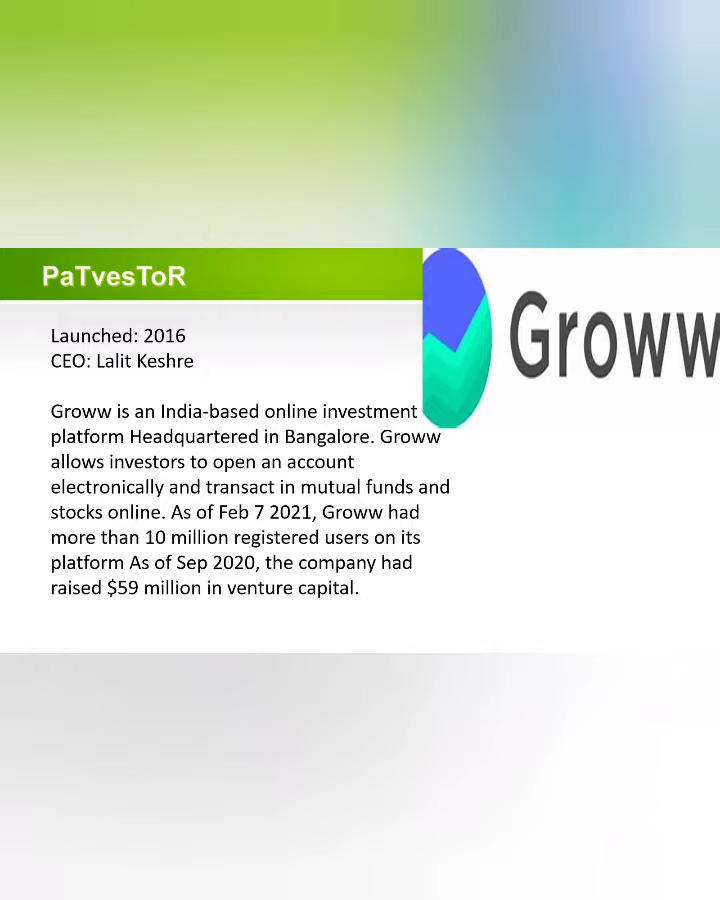 PaTvesToR
Groww
Launched: 2016
CEO: Lalit Keshre
Groww is an India-based online investment
platform Headquartered in Bangalore. Groww
allows investors to open an account
electronically and transact in mutual funds and
stocks online. As of Feb 7 2021, Groww had
more than 10 million registered users on its
platform As of Sep 2020, the company had
raised $59 million in venture capital.